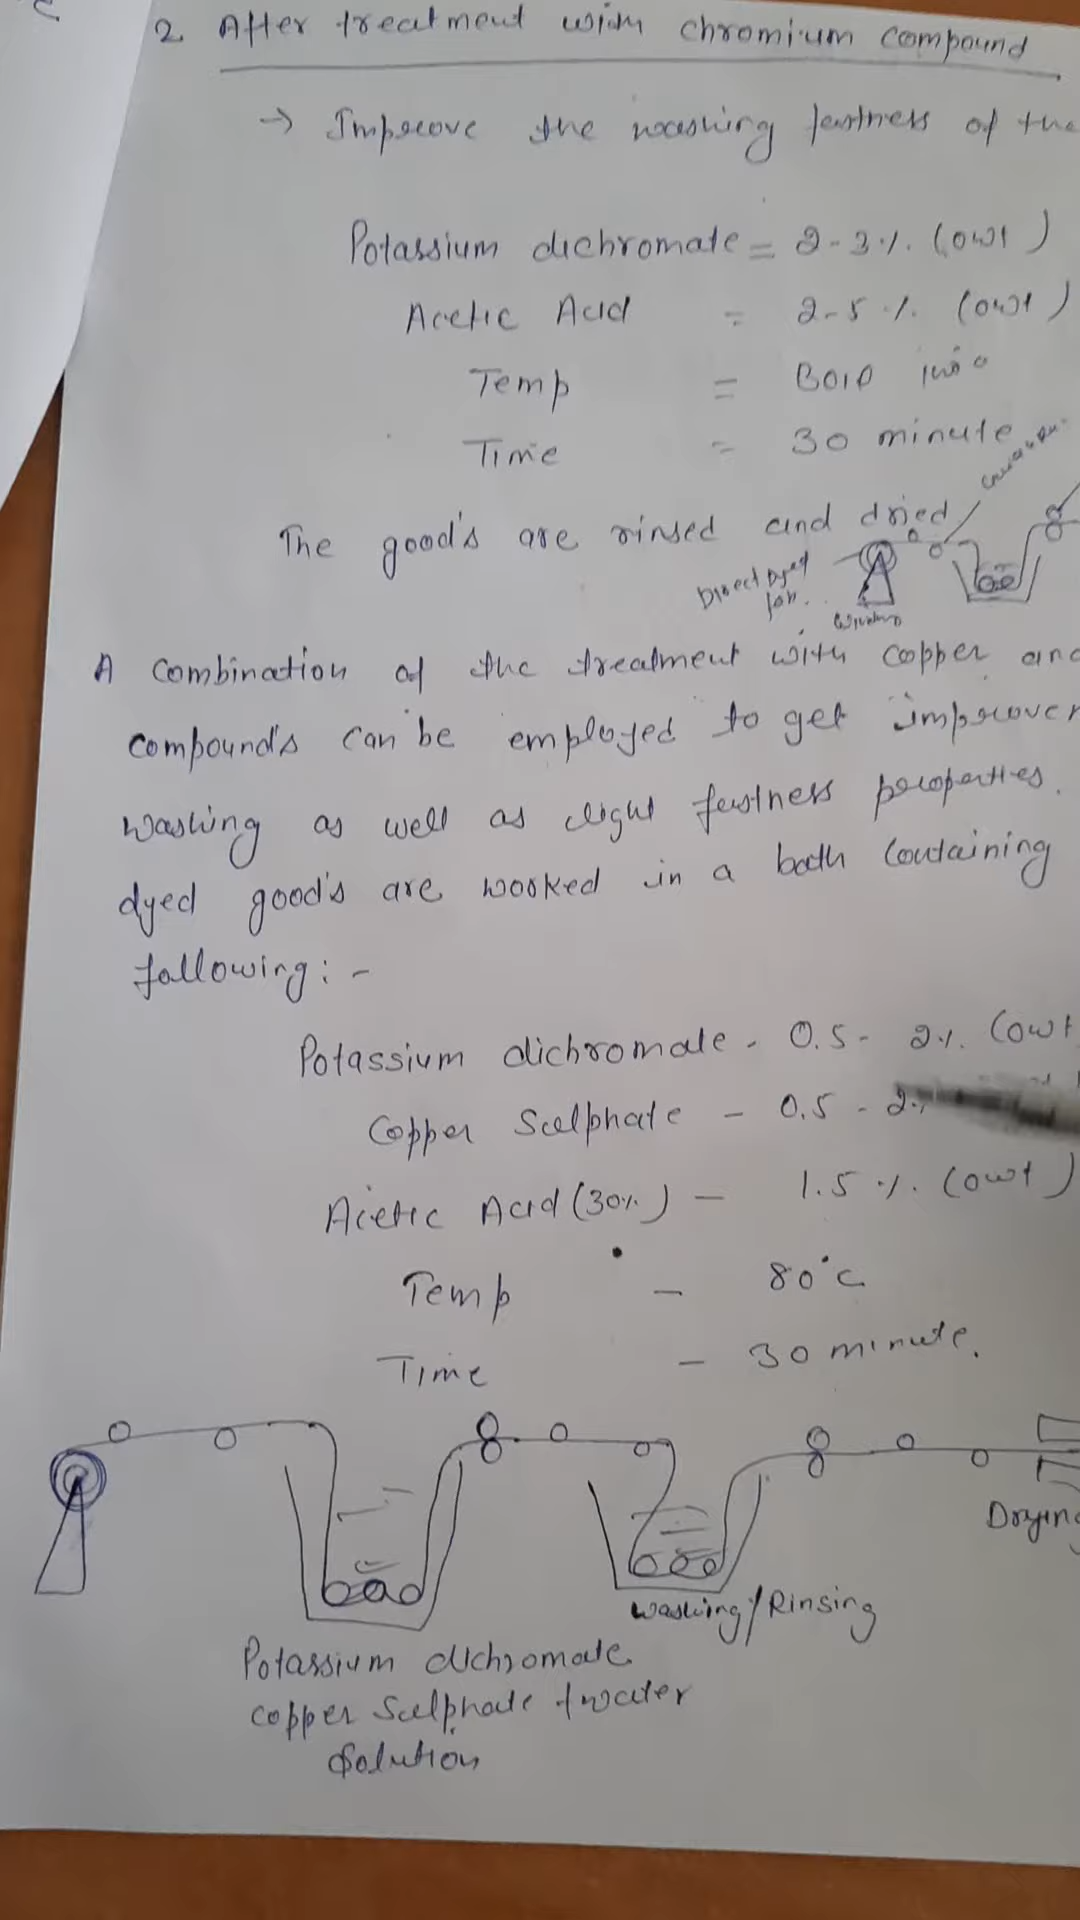 2. After treatment with chromium compound
→ Improve the washing fastness of the
Potassium dichromate = 2-3 %. (owt)
Acetic Acid = 2-5 %. (owt)
Temp =
Time = 30 minute
The good's are rinsed and dried
Direct Dyed
A combination of the treatment with copper and
compound's can be employed to get
washing as well as light fastness properties.
dyed good's are worked in a bath containing
following :-
Potassium dichromate - 0.5 - 2%. (owt
Copper Sulphate - 0.5 - 2%
Acetic Acid (30%) - 1.5 %. (owt)
Temp - 80°C
Time - 30 minute.
Drying
Washing / Rinsing
Potassium dichromate
copper Sulphate + water
Solution